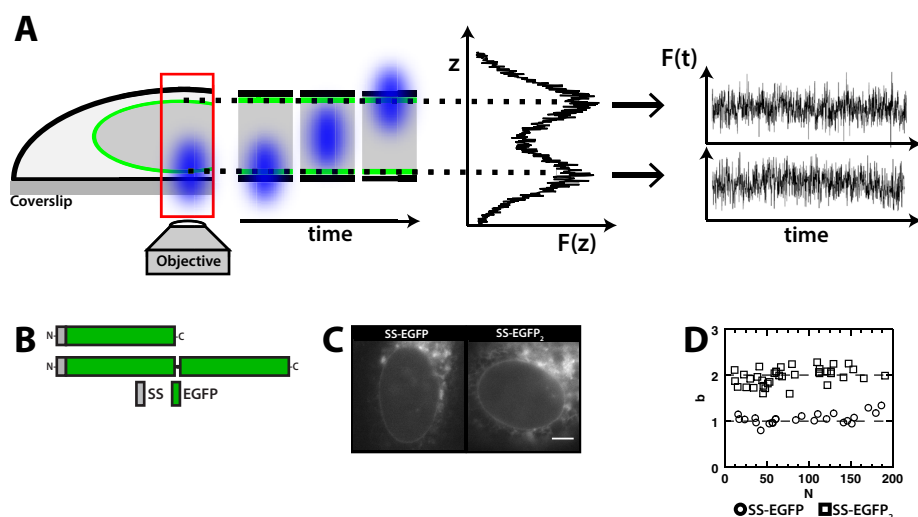 A
z
F(t)
Coverslip
Objective
time
F(z)
time
B
N-
-C
N-
-C
SS
EGFP
C
SS-EGFP
SS-EGFP2
D
3
2
1
0
b
0
50
100
150
200
N
SS-EGFP
SS-EGFP2